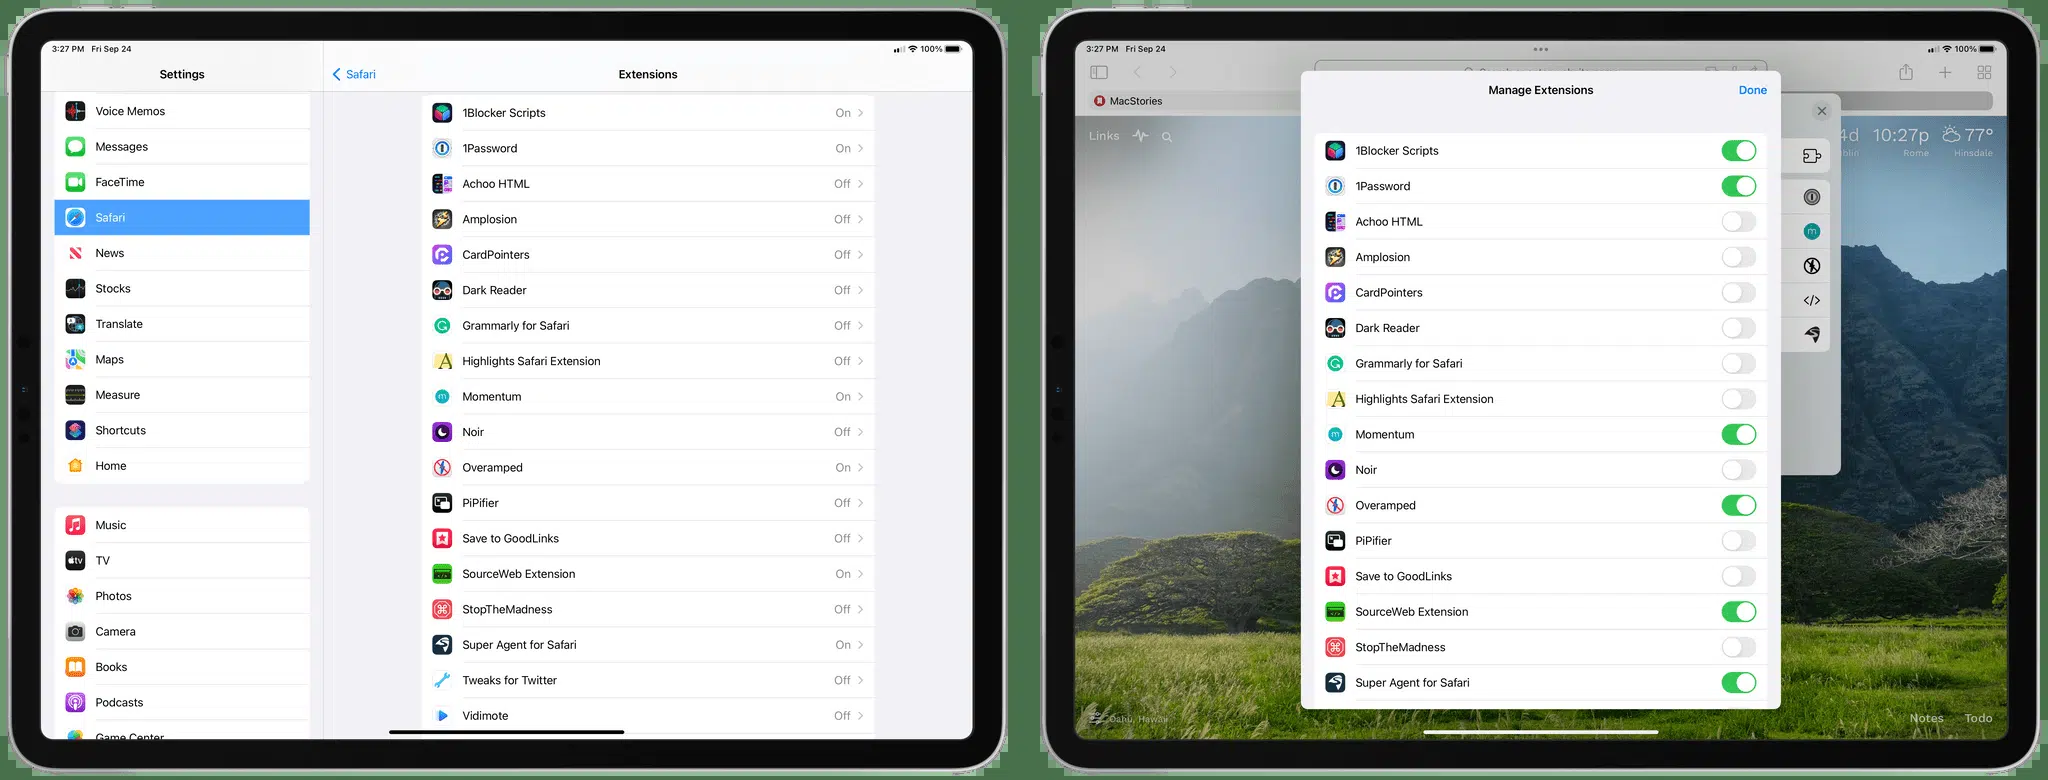 3:27 PM Fri Sep 24
100%
Settings
Voice Memos
Messages
FaceTime
Safari
News
Stocks
Translate
Maps
Measure
Shortcuts
Home
Music
TV
Photos
Camera
Books
Podcasts
Game Center
Safari
Extensions
1Blocker Scripts On
1Password On
Achoo HTML Off
Amplosion Off
CardPointers Off
Dark Reader Off
Grammarly for Safari Off
Highlights Safari Extension Off
Momentum On
Noir Off
Overamped On
PiPifier Off
Save to GoodLinks Off
SourceWeb Extension On
StopTheMadness Off
Super Agent for Safari On
Tweaks for Twitter Off
Vidimote Off
3:27 PM Fri Sep 24
100%
MacStories
Links
4d 10:27p 77°
Rome Hinsdale
Manage Extensions Done
1Blocker Scripts
1Password
Achoo HTML
Amplosion
CardPointers
Dark Reader
Grammarly for Safari
Highlights Safari Extension
Momentum
Noir
Overamped
PiPifier
Save to GoodLinks
SourceWeb Extension
StopTheMadness
Super Agent for Safari
Oahu, Hawaii
Notes Todo